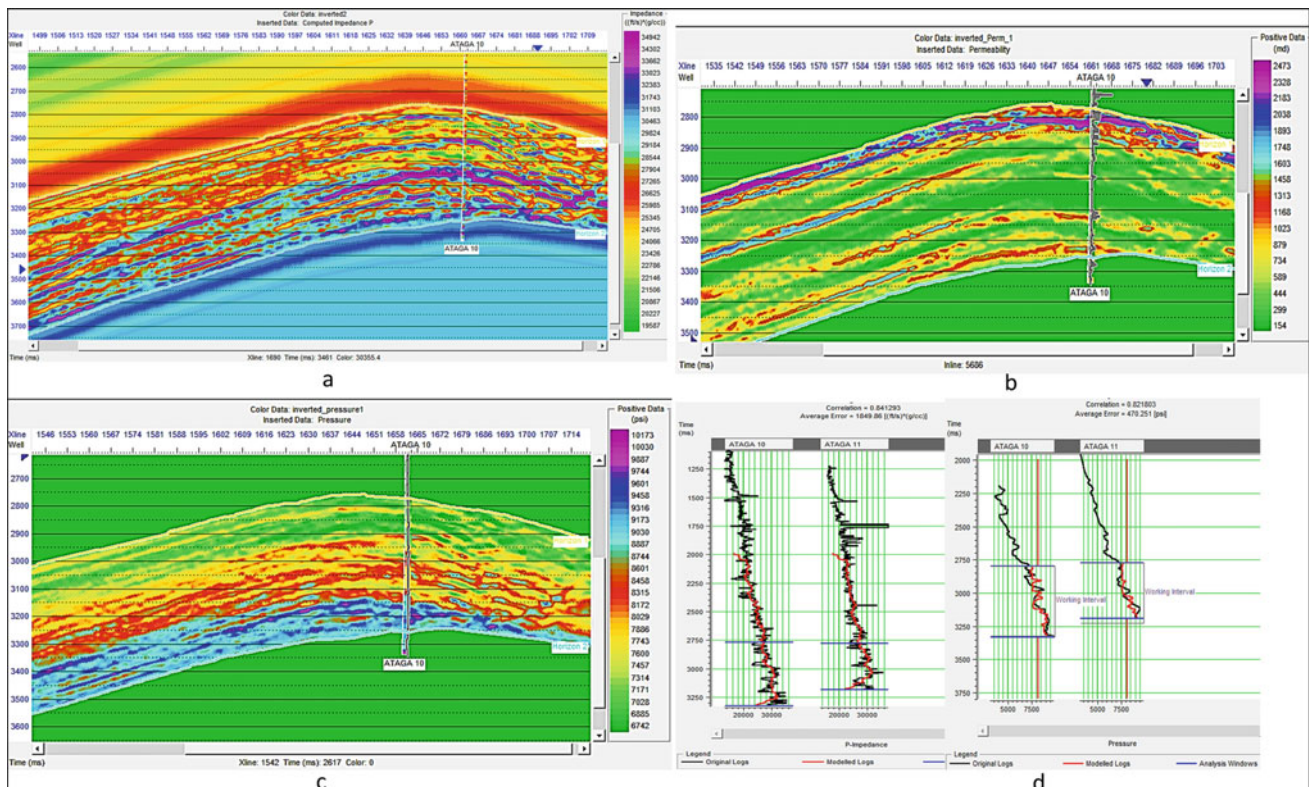 Color Data: inverted2
Inserted Data: Computed Impedance P
Impedance
((ft/s)*(g/cc))
Xline 1499 1506 1513 1520 1527 1534 1541 1548 1555 1562 1569 1576 1583 1590 1597 1604 1611 1618 1625 1632 1639 1646 1653 1660 1667 1674 1681 1688 1695 1702 1709
Well
ATAGA 10
2600
2700
2800
2900
3000
3100
3200
3300
3400
3500
3600
3700
34942
34302
33663
33023
32383
31743
31103
30463
29824
29184
28544
27904
27265
26625
25985
25345
24705
24066
23426
22786
22146
21506
20867
20227
19587
Horizon
Horizon 2
ATAGA 10
Time (ms)
Xline: 1690 Time (ms): 3461 Color: 30355.4
a
Color Data: inverted_Perm_1
Inserted Data: Permeability
Positive Data
(md)
Xline 1535 1542 1549 1556 1563 1570 1577 1584 1591 1598 1605 1612 1619 1626 1633 1640 1647 1654 1661 1668 1675 1682 1689 1696 1703
Well
ATAGA 10
2800
2900
3000
3100
3200
3300
3400
3500
2473
2328
2183
2038
1893
1748
1603
1458
1313
1168
1023
879
734
589
444
299
154
Horizon
Horizon 2
ATAGA 10
Time (ms)
Inline: 5686
b
Color Data: inverted_pressure1
Inserted Data: Pressure
Positive Data
(psi)
Xline 1546 1553 1560 1567 1574 1581 1588 1595 1602 1609 1616 1623 1630 1637 1644 1651 1658 1665 1672 1679 1686 1693 1700 1707 1714
Well
ATAGA 10
2700
2800
2900
3000
3100
3200
3300
3400
3500
3600
10173
10030
9887
9744
9601
9458
9316
9173
9030
8887
8744
8601
8458
8315
8172
8029
7886
7743
7600
7457
7314
7171
7028
6885
6742
Horizon
Horizon 2
ATAGA 10
Time (ms)
Xline: 1542 Time (ms): 2617 Color: 0
c
Correlation = 0.841293
Average Error = 1849.86 [(ft/s)*(g/cc)]
Time
(ms)
ATAGA 10 ATAGA 11
1250
1500
1750
2000
2250
2500
2750
3000
3250
20000 30000 20000 30000
P-Impedance
Legend
Original Logs Modelled Logs
Correlation = 0.821803
Average Error = 470.251 [psi]
Time
(ms)
ATAGA 10 ATAGA 11
2000
2250
2500
2750
3000
3250
3500
3750
Working Interval
Working Interval
5000 7500 5000 7500
Pressure
Legend
Original Logs Modelled Logs Analysis Windows
d